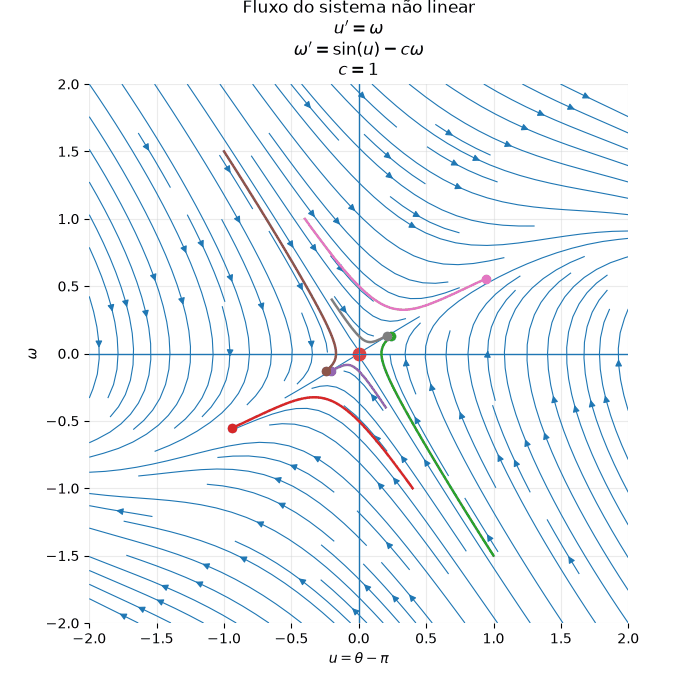 Fluxo do sistema não linear
u′ = ω
ω′ = sin(u) − cω
c = 1
2.0
1.5
1.0
0.5
0.0
−0.5
−1.0
−1.5
−2.0
ω
−2.0 −1.5 −1.0 −0.5 0.0 0.5 1.0 1.5 2.0
u = θ − π